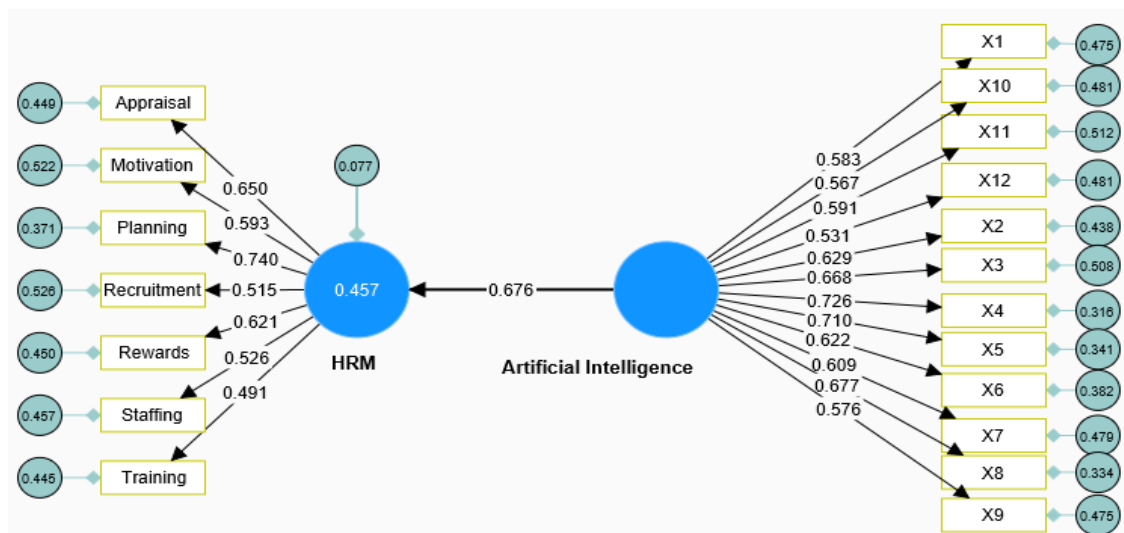 0.449
Appraisal
0.522
Motivation
0.371
Planning
0.526
Recruitment
0.450
Rewards
0.457
Staffing
0.445
Training
0.650
0.593
0.740
0.515
0.621
0.526
0.491
0.077
0.457
HRM
0.676
Artificial Intelligence
0.583
0.567
0.591
0.531
0.629
0.668
0.726
0.710
0.622
0.609
0.677
0.576
X1
0.475
X10
0.481
X11
0.512
X12
0.481
X2
0.438
X3
0.508
X4
0.316
X5
0.341
X6
0.382
X7
0.479
X8
0.334
X9
0.475